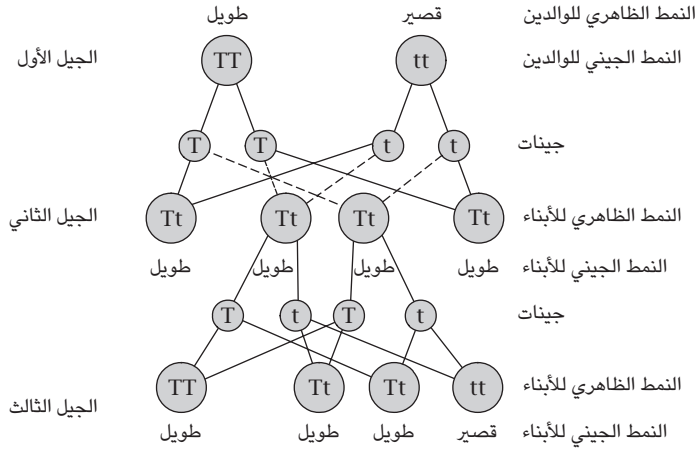 النمط الظاهري للوالدين قصير طويل
النمط الجيني للوالدين tt TT الجيل الأول
جينات t t T T
النمط الظاهري للأبناء Tt Tt Tt Tt الجيل الثاني
النمط الجيني للأبناء طويل طويل طويل طويل
جينات t T t T
النمط الظاهري للأبناء tt Tt Tt TT
الجيل الثالث
النمط الجيني للأبناء قصير طويل طويل طويل